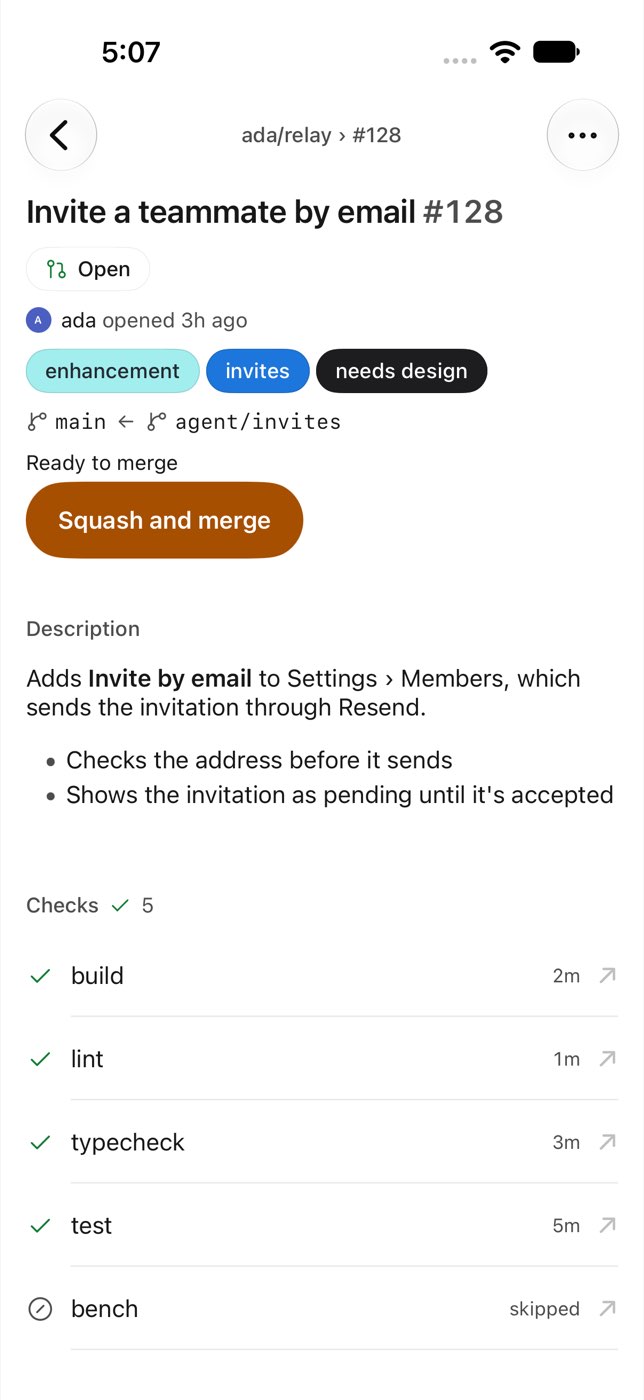 5:07
ada/relay › #128
Invite a teammate by email #128
Open
A ada opened 3h ago
enhancement invites needs design
main ← agent/invites
Ready to merge
Squash and merge
Description
Adds Invite by email to Settings › Members, which
sends the invitation through Resend.
• Checks the address before it sends
• Shows the invitation as pending until it's accepted
Checks ✓ 5
build 2m
lint 1m
typecheck 3m
test 5m
bench skipped